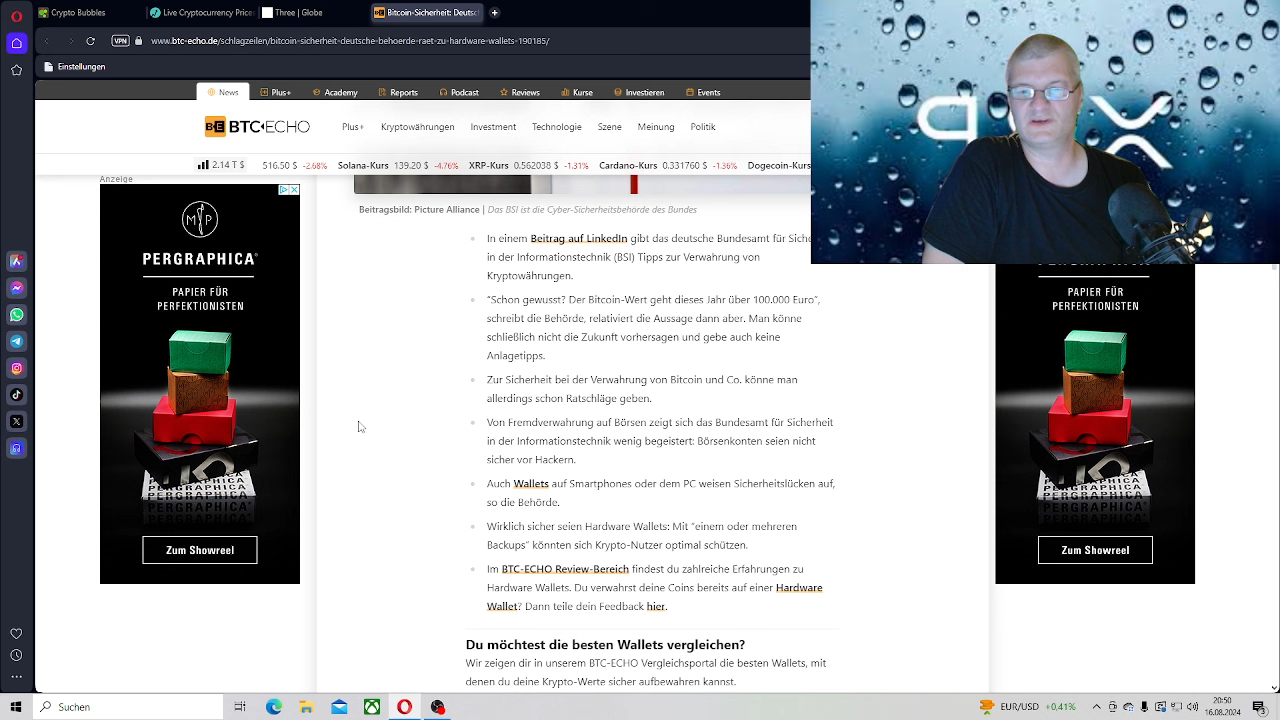 Crypto Bubbles
Live Cryptocurrency Price
Three | Globe
Bitcoin-Sicherheit: Deutsc
VPN
www.btc-echo.de/schlagzeilen/bitcoin-sicherheit-deutsche-behorde-raet-zu-hardware-wallets-190185/
Einstellungen
News
Plus+
Academy
Reports
Podcast
Reviews
Kurse
Investieren
Events
BTC-ECHO
Plus+
Kryptowährungen
Investment
Technologie
Szene
Meinung
Politik
2.14 T $
516.50 $ -2.68%
Solana-Kurs 139.20 $ -4.76%
XRP-Kurs 0.562038 $ -1.31%
Cardano-Kurs 0.331760 $ -1.36%
Dogecoin-Kurs
Anzeige
PERGRAPHICA®
PAPIER FÜR
PERFEKTIONISTEN
PERGRAPHICA
Zum Showreel
Beitragsbild: Picture Alliance | Das BSI ist die Cyber-Sicherheitsbehörde des Bundes
In einem Beitrag auf LinkedIn gibt das deutsche Bundesamt für Siche
in der Informationstechnik (BSI) Tipps zur Verwahrung von
Kryptowährungen.
“Schon gewusst? Der Bitcoin-Wert geht dieses Jahr über 100.000 Euro”,
schreibt die Behörde, relativiert die Aussage dann aber. Man könne
schließlich nicht die Zukunft vorhersagen und gebe auch keine
Anlagetipps.
Zur Sicherheit bei der Verwahrung von Bitcoin und Co. könne man
allerdings schon Ratschläge geben.
Von Fremdverwahrung auf Börsen zeigt sich das Bundesamt für Sicherheit
in der Informationstechnik wenig begeistert: Börsenkonten seien nicht
sicher vor Hackern.
Auch Wallets auf Smartphones oder dem PC weisen Sicherheitslücken auf,
so die Behörde.
Wirklich sicher seien Hardware Wallets: Mit “einem oder mehreren
Backups” könnten sich Krypto-Nutzer optimal schützen.
Im BTC-ECHO Review-Bereich findest du zahlreiche Erfahrungen zu
Hardware Wallets. Du verwahrst deine Coins bereits auf einer Hardware
Wallet? Dann teile dein Feedback hier.
Du möchtest die besten Wallets vergleichen?
Wir zeigen dir in unserem BTC-ECHO Vergleichsportal die besten Wallets, mit
denen du deine Krypto-Werte sicher aufbewahren kannst.
PAPIER FÜR
PERFEKTIONISTEN
PERGRAPHICA
Zum Showreel
Suchen
EUR/USD +0,41%
20:50
16.08.2024